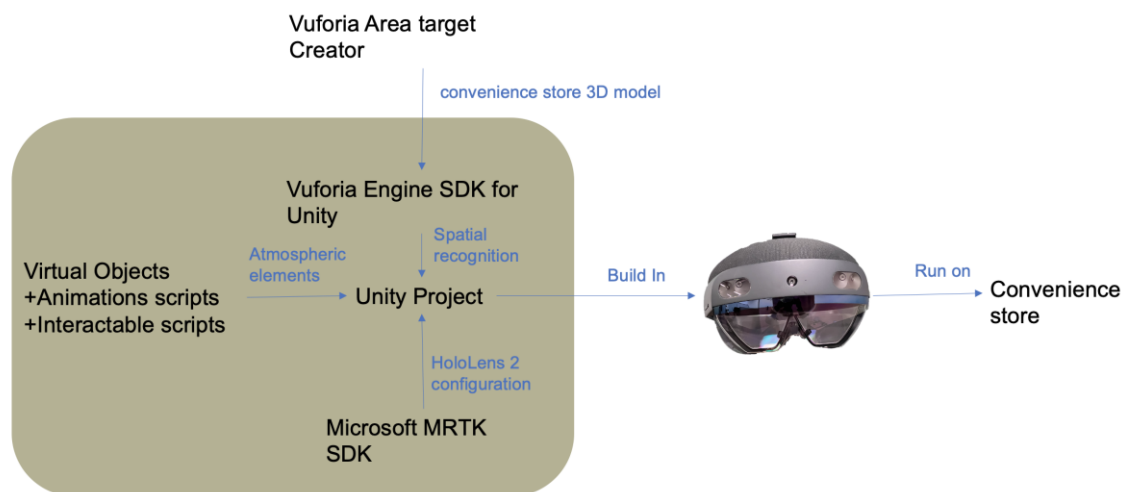 Vuforia Area target
Creator
convenience store 3D model
Vuforia Engine SDK for
Unity
Spatial
recognition
Atmospheric
elements
Virtual Objects
+Animations scripts
+Interactable scripts
Unity Project
Build In
Run on
Convenience
store
HoloLens 2
configuration
Microsoft MRTK
SDK